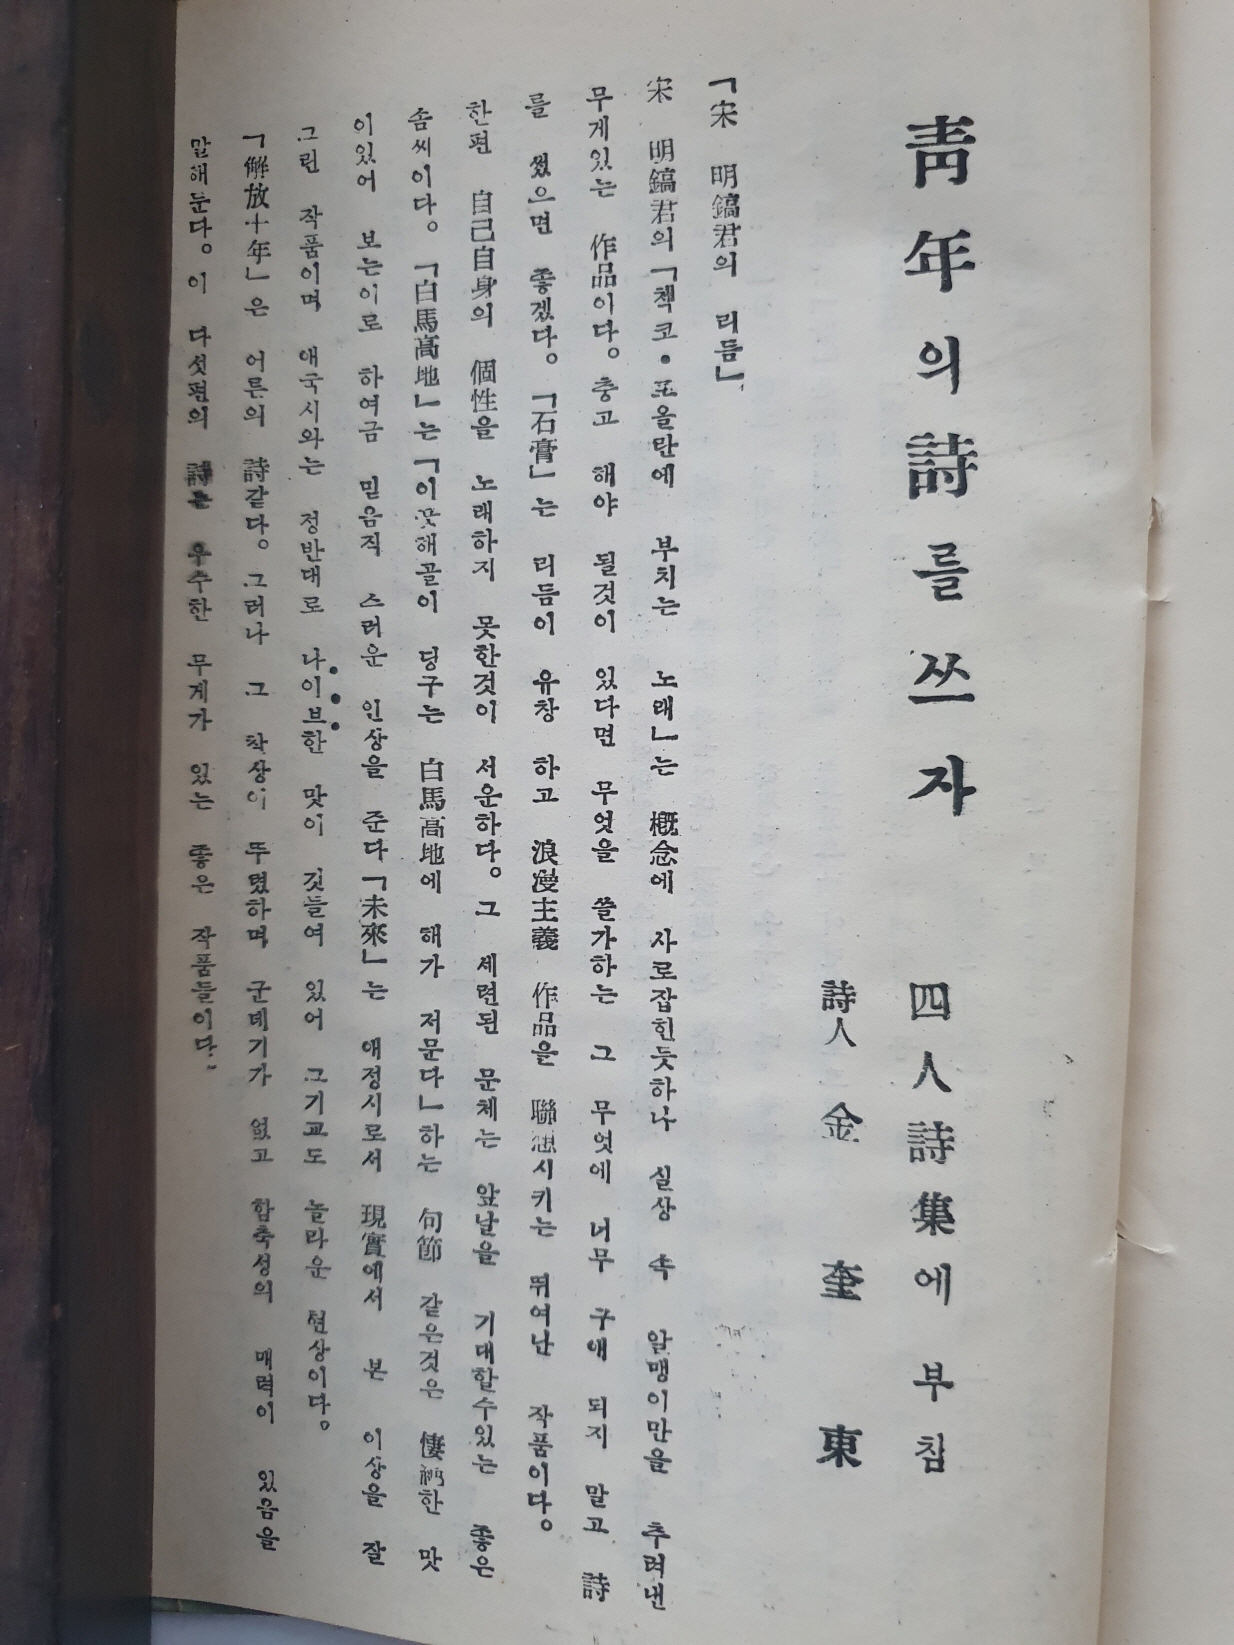 靑年의 詩를 쓰자
四人詩集에 부침
詩人 金奎東
「宋 明鎬君의 리듬」
宋 明鎬君의 「첵코•포올란에 부치는 노래」는 槪念에 사로잡힌듯하나 실상 속 알맹이만을 추려낸
무게있는 作品이다。충고 해야 될것이 있다면 무엇을 쓸가하는 그 무엇에 너무 구애 되지 말고 詩
를 썼으면 좋겠다。「石膏」는 리듬이 유창 하고 浪漫主義 作品을 聯想시키는 뛰여난 작품이다。
한편 自己自身의 個性을 노래하지 못한것이 서운하다。그 세련된 문체는 앞날을 기대할수있는 좋은
솜씨이다。「白馬高地」는「이 해골이 딩구는 白馬高地에 해가 저문다」하는 句節 같은것은 한 맛
이있어 보는이로 하여금 믿음직 스러운 인상을 준다「未來」는 애정시로서 現實에서 본 이상을 잘
그린 작품이며 애국시와는 정반대로 나이브한 맛이 깃들여 있어 그기교도 놀라운 현상이다。
「解放十年」은 어른의 詩같다。그러나 그 착상이 뚜렸하며 군데기가 없고 함축성의 매력이 있음을
말해둔다。이 다섯편의 詩는 우수한 무게가 있는 좋은 작품들이다.